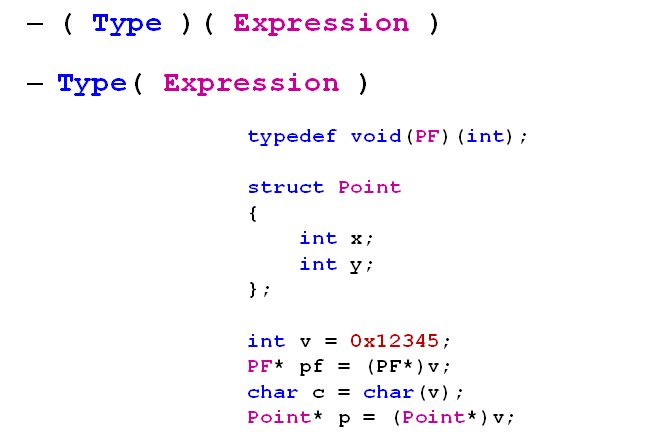 – ( Type )( Expression )
– Type( Expression )
typedef void(PF)(int);
struct Point
{
    int x;
    int y;
};
int v = 0x12345;
PF* pf = (PF*)v;
char c = char(v);
Point* p = (Point*)v;